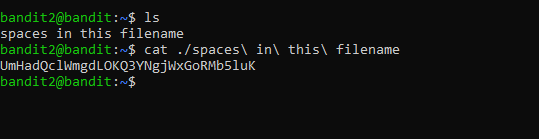 bandit2@bandit:~$ ls
spaces in this filename
bandit2@bandit:~$ cat ./spaces\ in\ this\ filename
UmHadQclWmgdLOKQ3YNgjWxGoRMb5luK
bandit2@bandit:~$